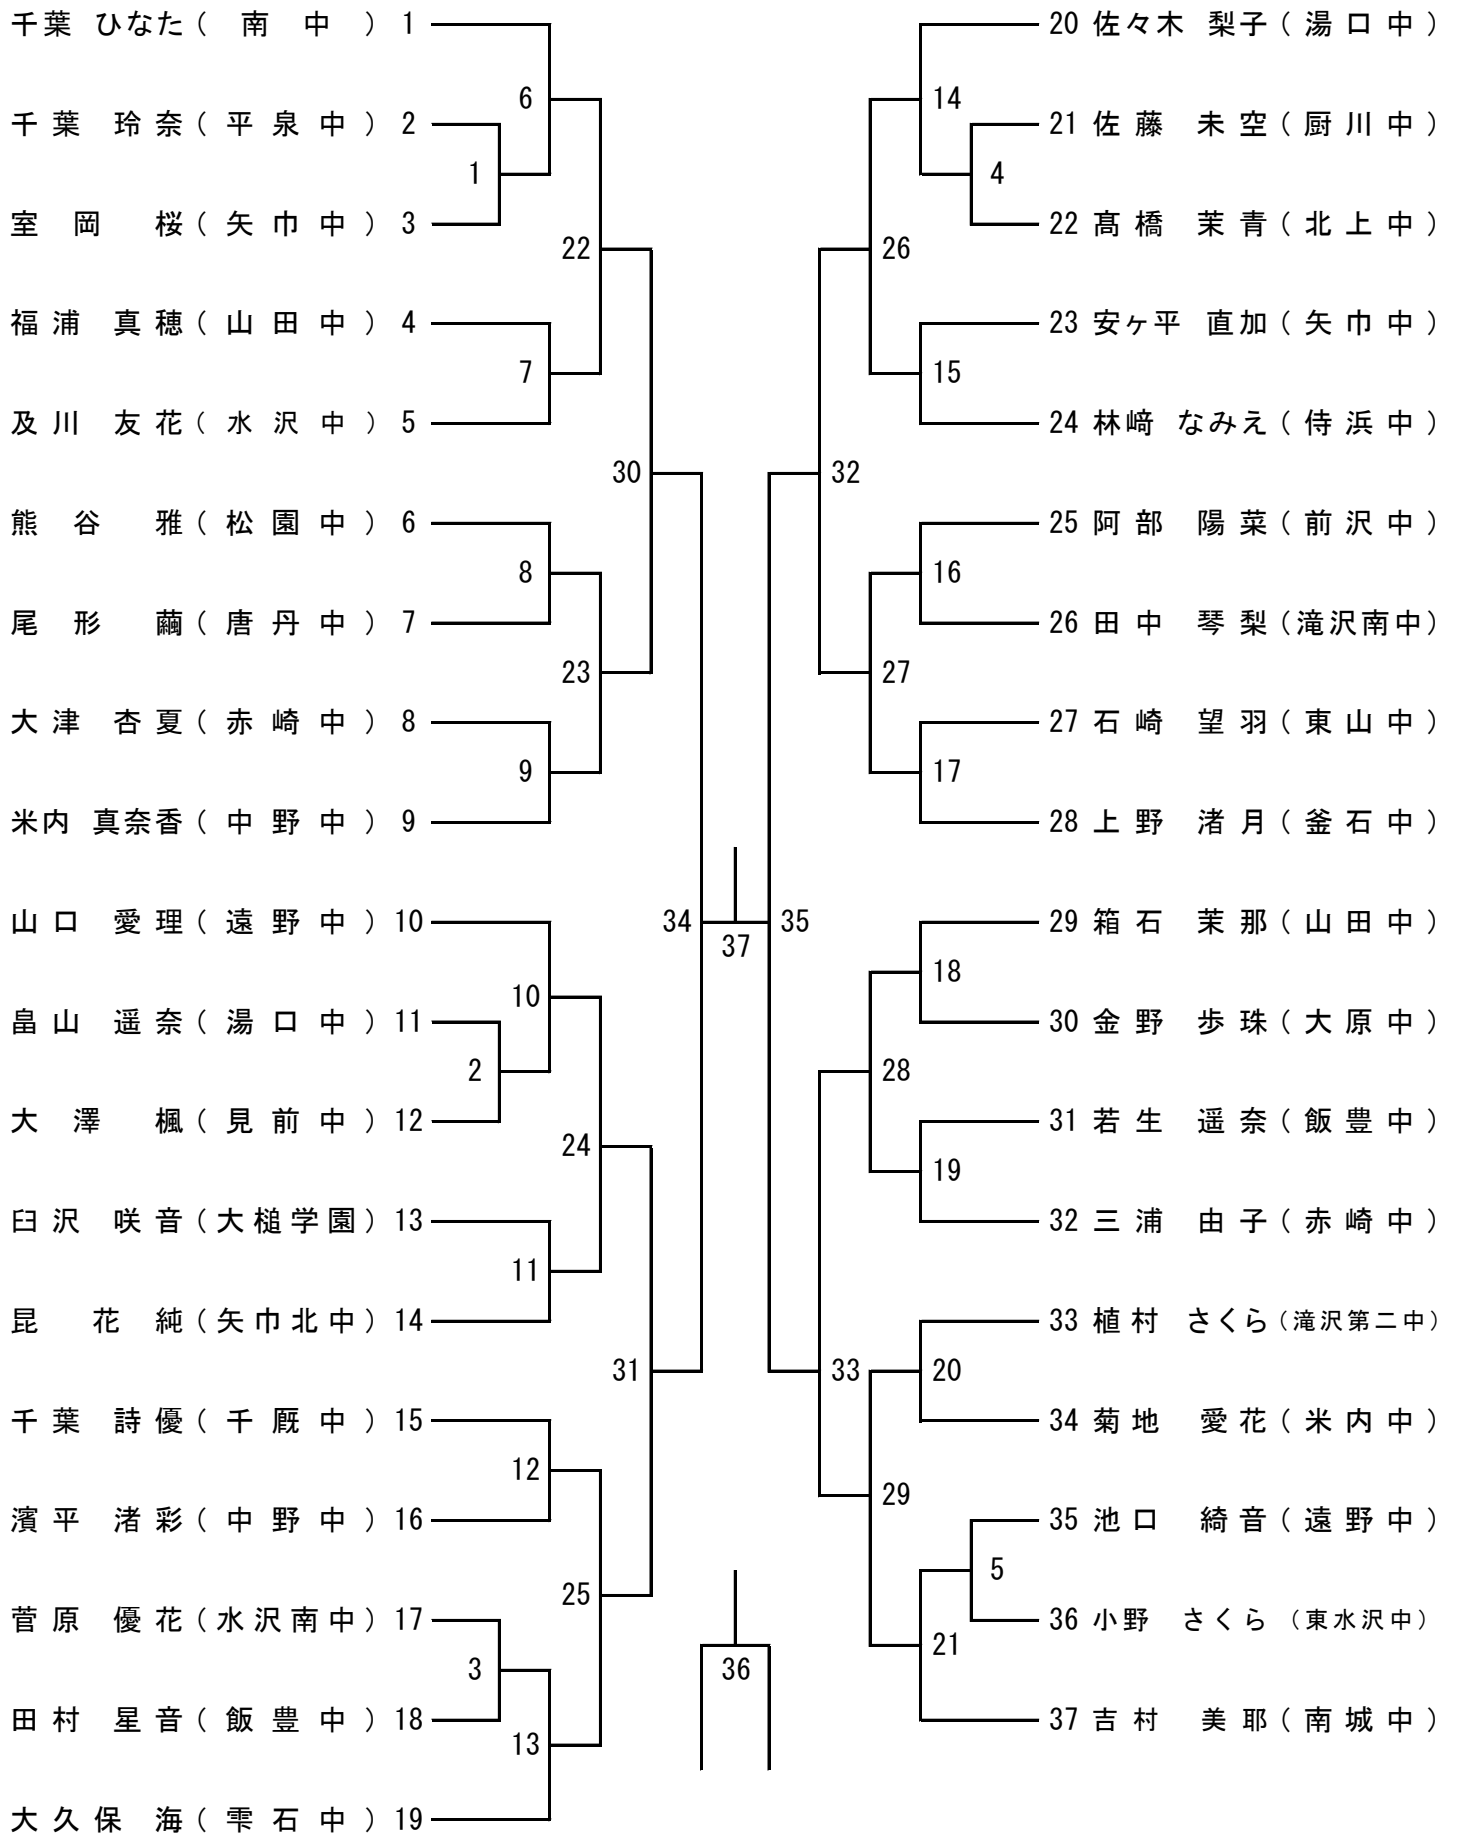 千葉 ひなた ( 南 中 ) 1
6
千葉 玲奈 ( 平泉中 ) 2
1
室岡 桜 ( 矢巾中 ) 3
22
福浦 真穂 ( 山田中 ) 4
7
及川 友花 ( 水沢中 ) 5
30
熊谷 雅 ( 松園中 ) 6
8
尾形 繭 ( 唐丹中 ) 7
23
大津 杏夏 ( 赤崎中 ) 8
9
米内 真奈香 ( 中野中 ) 9
34
山口 愛理 ( 遠野中 ) 10
10
畠山 遥奈 ( 湯口中 ) 11
2
大澤 楓 ( 見前中 ) 12
24
臼沢 咲音 ( 大槌学園 ) 13
11
昆 花純 ( 矢巾北中 ) 14
31
千葉 詩優 ( 千厩中 ) 15
12
濱平 渚彩 ( 中野中 ) 16
25
菅原 優花 ( 水沢南中 ) 17
3
田村 星音 ( 飯豊中 ) 18
13
大久保 海 ( 雫石中 ) 19
37
36
20 佐々木 梨子 ( 湯口中 )
14
21 佐藤 未空 ( 厨川中 )
4
22 髙橋 茉青 ( 北上中 )
26
23 安ヶ平 直加 ( 矢巾中 )
15
24 林﨑 なみえ ( 侍浜中 )
32
25 阿部 陽菜 ( 前沢中 )
16
26 田中 琴梨 ( 滝沢南中 )
27
27 石崎 望羽 ( 東山中 )
17
28 上野 渚月 ( 釜石中 )
35
29 箱石 茉那 ( 山田中 )
18
30 金野 歩珠 ( 大原中 )
28
31 若生 遥奈 ( 飯豊中 )
19
32 三浦 由子 ( 赤崎中 )
33 植村 さくら ( 滝沢第二中 )
33
20
34 菊地 愛花 ( 米内中 )
29
35 池口 綺音 ( 遠野中 )
5
36 小野 さくら ( 東水沢中 )
21
37 吉村 美耶 ( 南城中 )